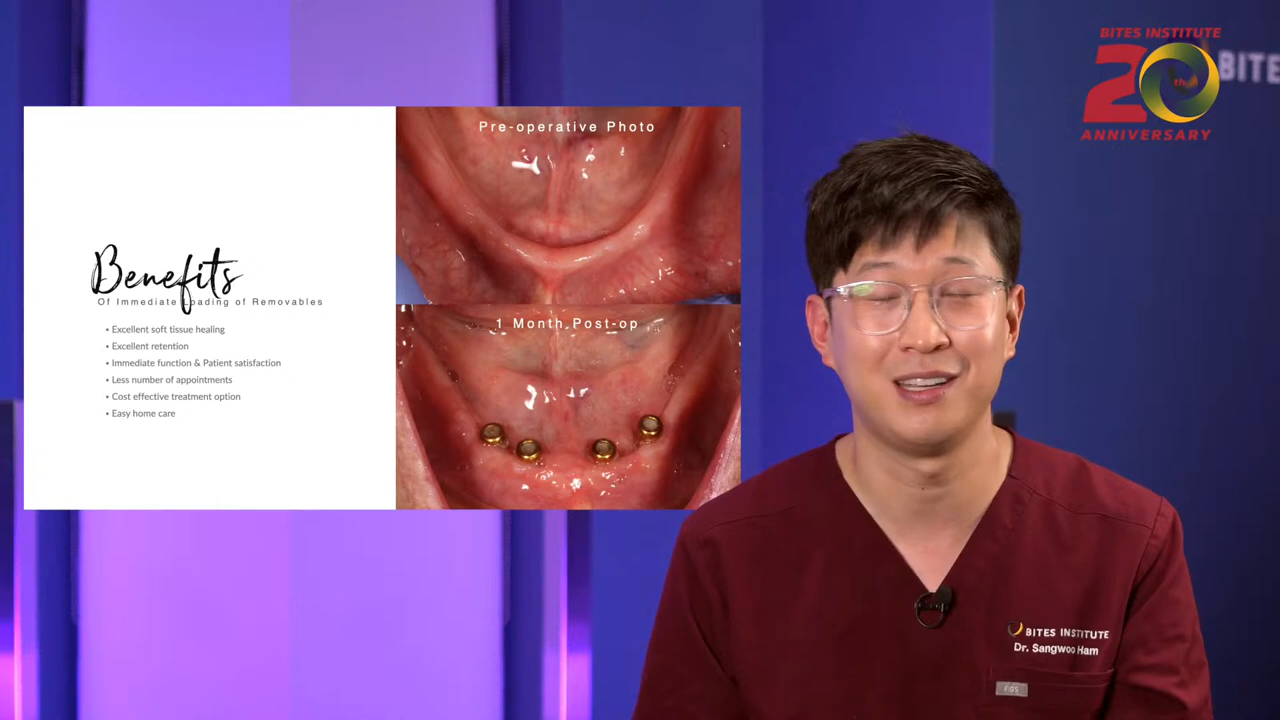 Benefits
Of Immediate Loading of Removables
• Excellent soft tissue healing
• Excellent retention
• Immediate function & Patient satisfaction
• Less number of appointments
• Cost effective treatment option
• Easy home care
Pre-operative Photo
1 Month Post-op
BITES INSTITUTE
20th
ANNIVERSARY
BITE
BITES INSTITUTE
Dr. Sangwoo Ham
FIGS